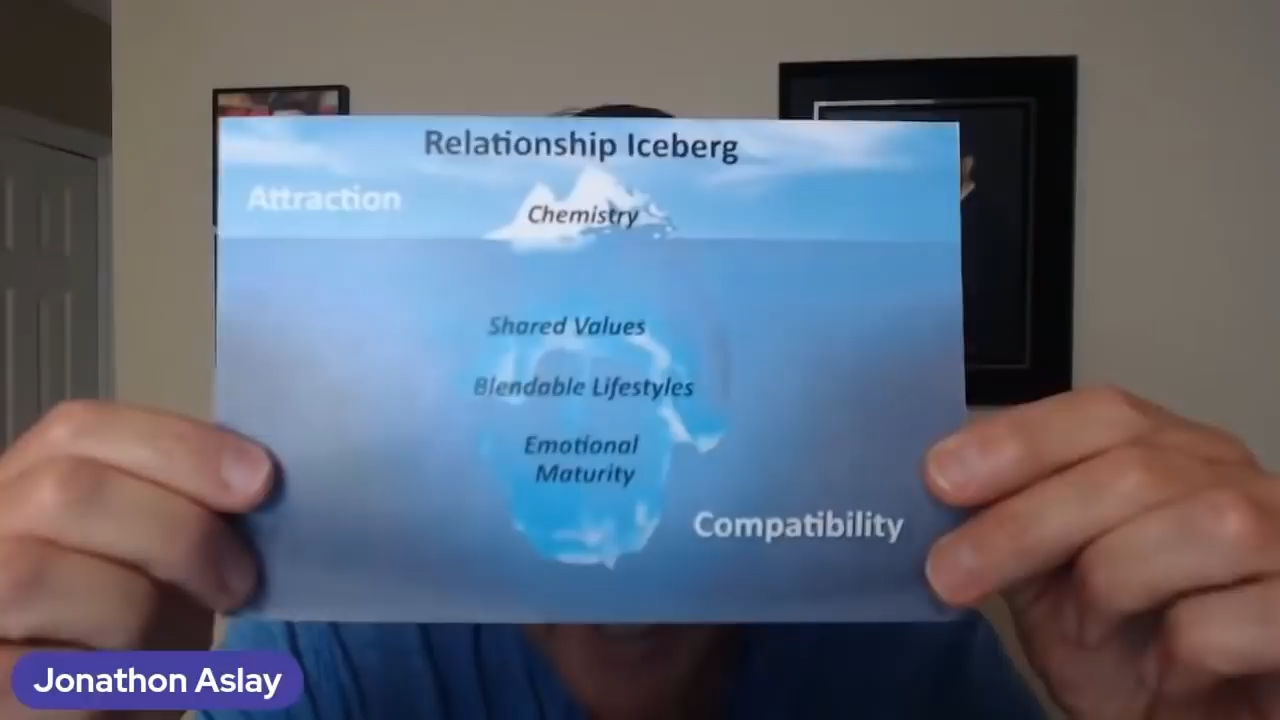 Relationship Iceberg
Attraction
Chemistry
Shared Values
Blendable Lifestyles
Emotional
Maturity
Compatibility
Jonathon Aslay